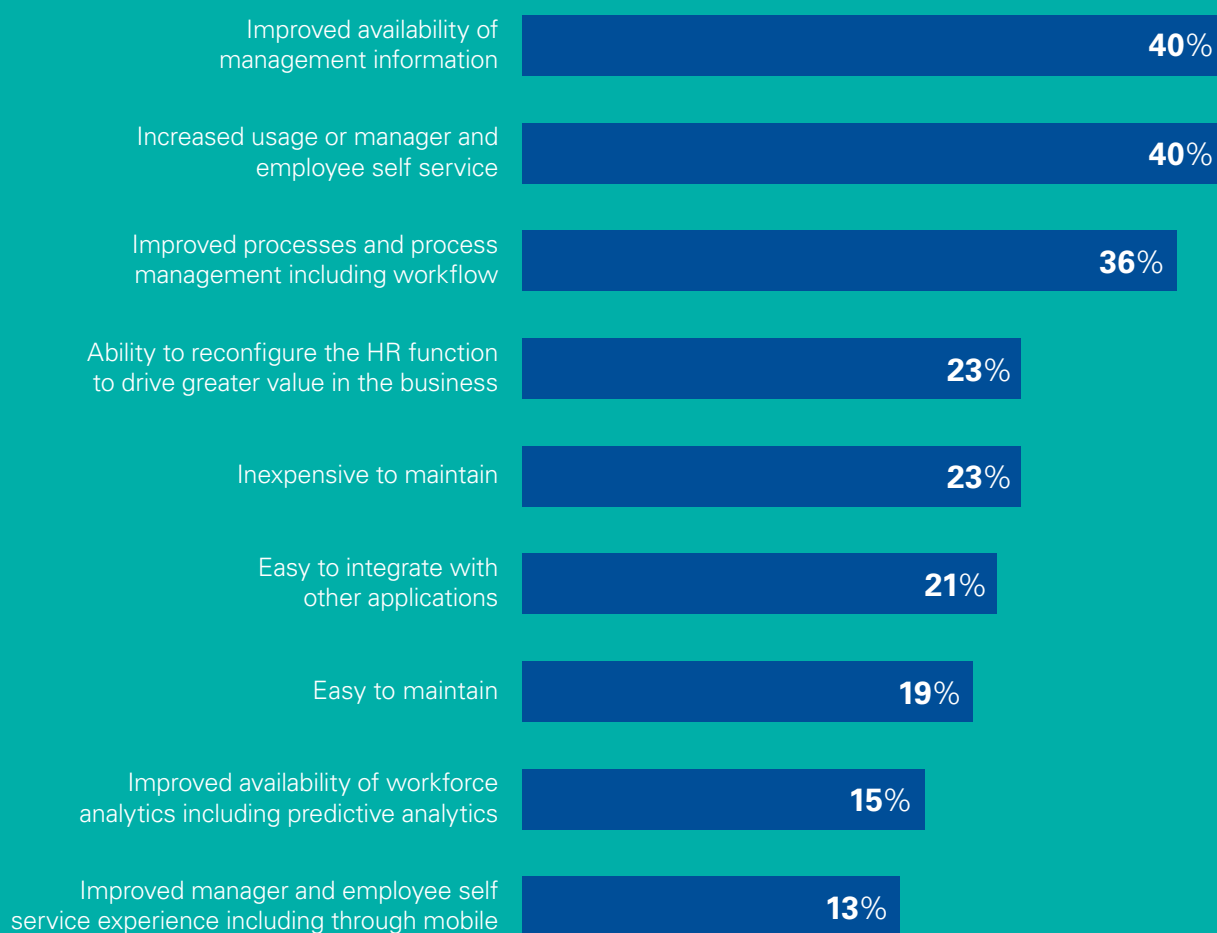 Improved availability of
management information
40%
Increased usage or manager and
employee self service
40%
Improved processes and process
management including workflow
36%
Ability to reconfigure the HR function
to drive greater value in the business
23%
Inexpensive to maintain
23%
Easy to integrate with
other applications
21%
Easy to maintain
19%
Improved availability of workforce
analytics including predictive analytics
15%
Improved manager and employee self
service experience including through mobile
13%